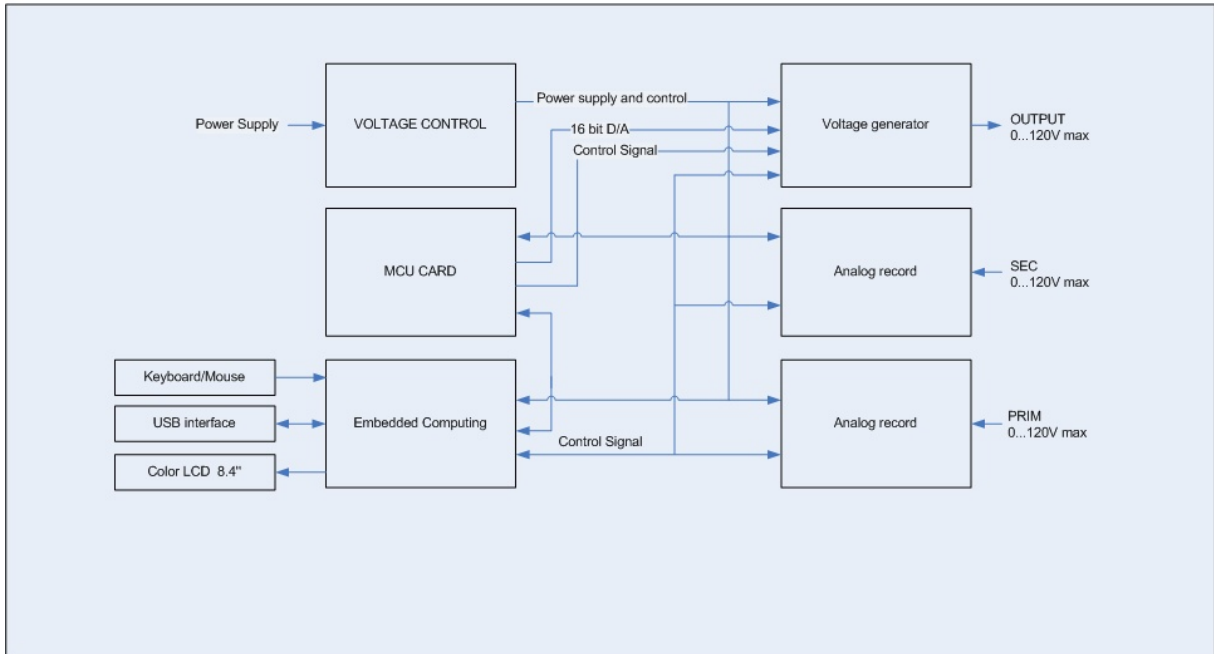 Power Supply
VOLTAGE CONTROL
Power supply and control
16 bit D/A
Control Signal
Voltage generator
OUTPUT
0...120V max
MCU CARD
Analog record
SEC
0...120V max
Keyboard/Mouse
USB interface
Color LCD 8.4"
Embedded Computing
Control Signal
Analog record
PRIM
0...120V max